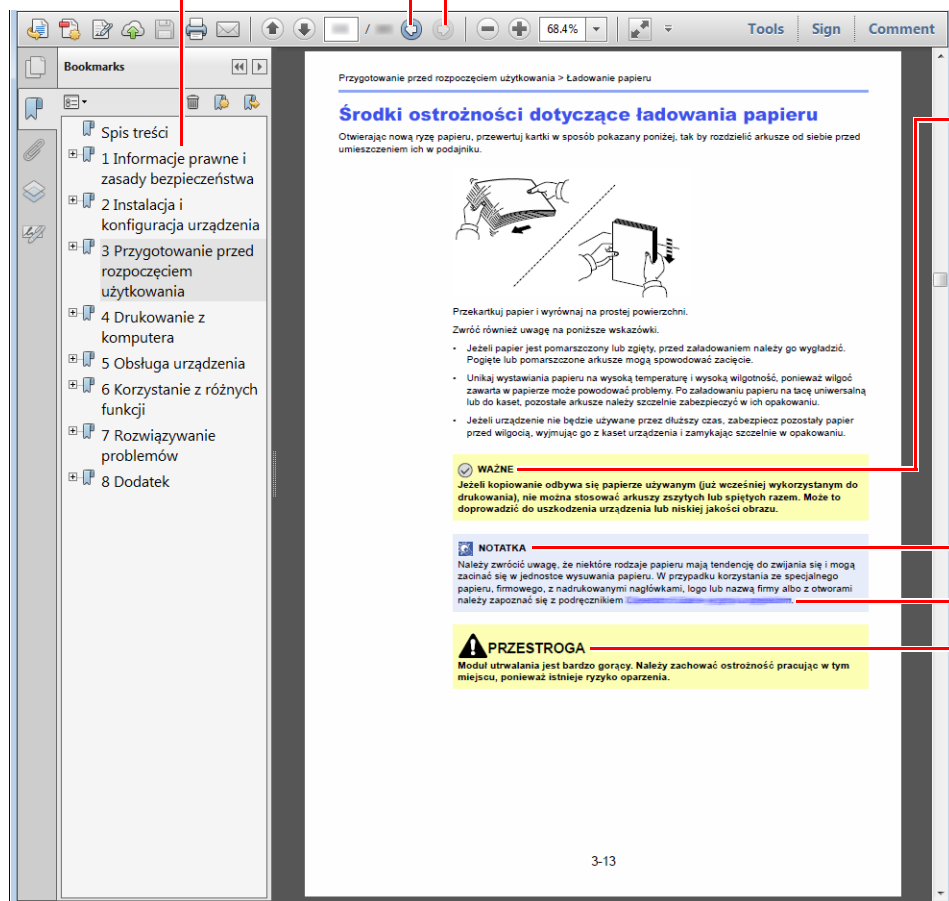 /
68.4%
Tools
Sign
Comment
Bookmarks
Spis treści
1 Informacje prawne i
zasady bezpieczeństwa
2 Instalacja i
konfiguracja urządzenia
3 Przygotowanie przed
rozpoczęciem
użytkowania
4 Drukowanie z
komputera
5 Obsługa urządzenia
6 Korzystanie z różnych
funkcji
7 Rozwiązywanie
problemów
8 Dodatek
Przygotowanie przed rozpoczęciem użytkowania > Ładowanie papieru
Środki ostrożności dotyczące ładowania papieru
Otwierając nową ryzę papieru, przewertuj kartki w sposób pokazany poniżej, tak by rozdzielić arkusze od siebie przed
umieszczeniem ich w podajniku.
Przekartkuj papier i wyrównaj na prostej powierzchni.
Zwróć również uwagę na poniższe wskazówki.
• Jeżeli papier jest pomarszczony lub zgięty, przed załadowaniem należy go wygładzić.
Pogięte lub pomarszczone arkusze mogą spowodować zacięcie.
• Unikaj wystawiania papieru na wysoką temperaturę i wysoką wilgotność, ponieważ wilgoć
zawarta w papierze może powodować problemy. Po załadowaniu papieru na tacę uniwersalną
lub do kaset, pozostałe arkusze należy szczelnie zabezpieczyć w ich opakowaniu.
• Jeżeli urządzenie nie będzie używane przez dłuższy czas, zabezpiecz pozostały papier
przed wilgocią, wyjmując go z kaset urządzenia i zamykając szczelnie w opakowaniu.
WAŻNE
Jeżeli kopiowanie odbywa się papierze używanym (już wcześniej wykorzystanym do
drukowania), nie można stosować arkuszy zszytych lub spiętych razem. Może to
doprowadzić do uszkodzenia urządzenia lub niskiej jakości obrazu.
NOTATKA
Należy zwrócić uwagę, że niektóre rodzaje papieru mają tendencję do zwijania się i mogą
zacinać się w jednostce wysuwania papieru. W przypadku korzystania ze specjalnego
papieru, firmowego, z nadrukowanymi nagłówkami, logo lub nazwą firmy albo z otworami
należy zapoznać się z podręcznikiem
PRZESTROGA
Moduł utrwalania jest bardzo gorący. Należy zachować ostrożność pracując w tym
miejscu, ponieważ istnieje ryzyko oparzenia.
3-13